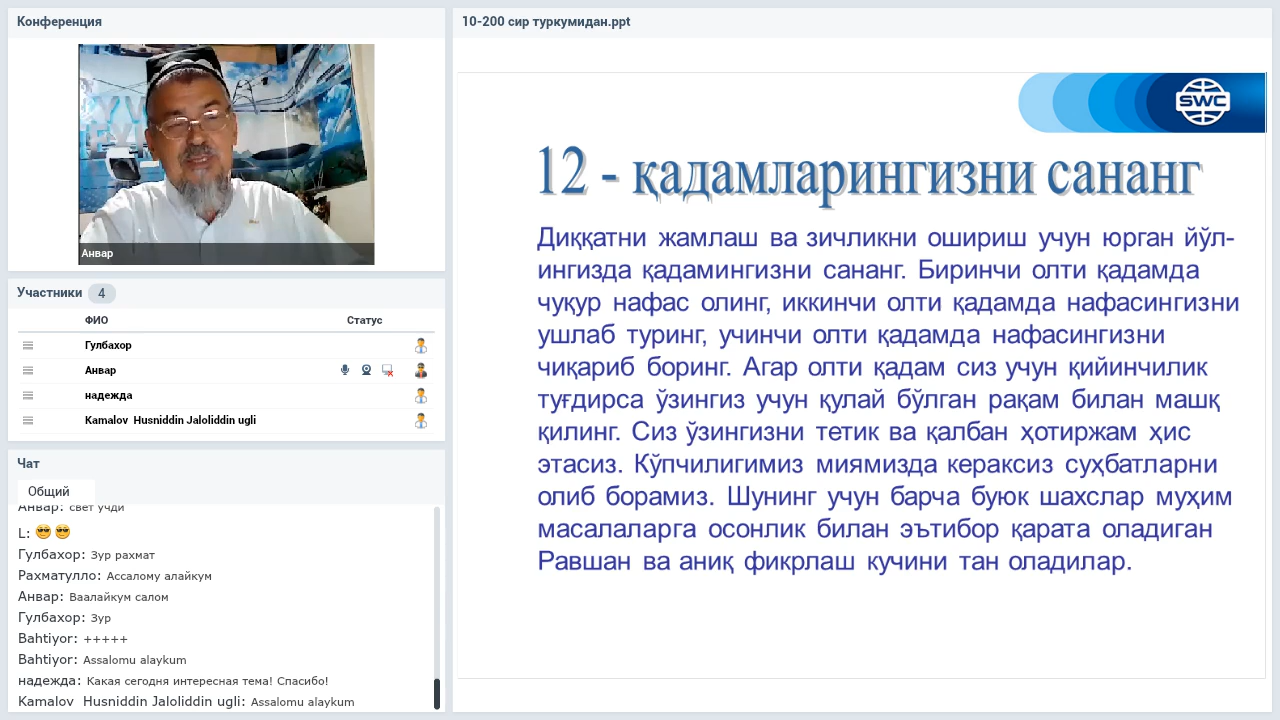 Конференция
Анвар
Участники 4
ФИО Статус
Гулбахор
Анвар
надежда
Kamalov Husniddin Jaloliddin ugli
Чат
Общий
Анвар: свет учди
L:
Гулбахор: Зур рахмат
Рахматулло: Ассалому алайкум
Анвар: Ваалайкум салом
Гулбахор: Зур
Bahtiyor: +++++
Bahtiyor: Assalomu alaykum
надежда: Какая сегодня интересная тема! Спасибо!
Kamalov Husniddin Jaloliddin ugli: Assalomu alaykum
10-200 сир туркумидан.ppt
SWC
12 - қадамларингизни сананг
Диққатни жамлаш ва зичликни ошириш учун юрган йўл-
ингизда қадамингизни сананг. Биринчи олти қадамда
чуқур нафас олинг, иккинчи олти қадамда нафасингизни
ушлаб туринг, учинчи олти қадамда нафасингизни
чиқариб боринг. Агар олти қадам сиз учун қийинчилик
туғдирса ўзингиз учун қулай бўлган рақам билан машқ
қилинг. Сиз ўзингизни тетик ва қалбан ҳотиржам ҳис
этасиз. Кўпчилигимиз миямизда кераксиз суҳбатларни
олиб борамиз. Шунинг учун барча буюк шахслар муҳим
масалаларга осонлик билан эътибор қарата оладиган
Равшан ва аниқ фикрлаш кучини тан оладилар.